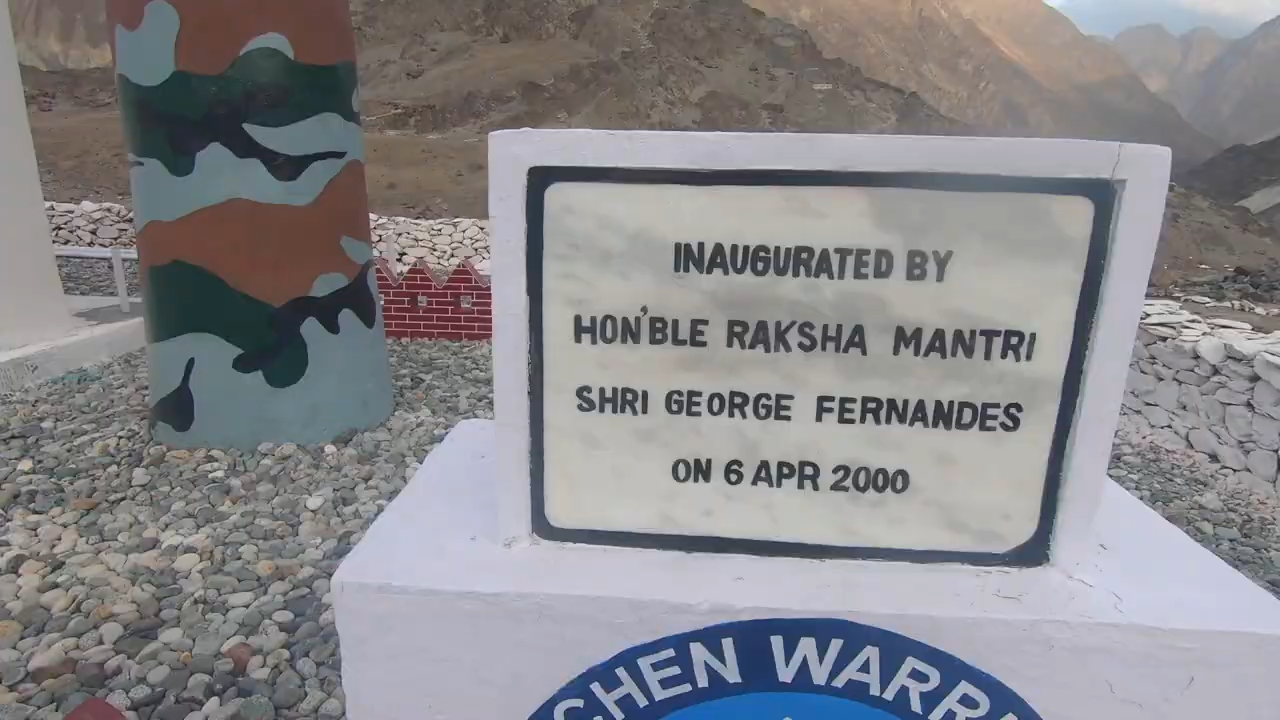 INAUGURATED BY
HON'BLE RAKSHA MANTRI
SHRI GEORGE FERNANDES
ON 6 APR 2000
CHEN WARR